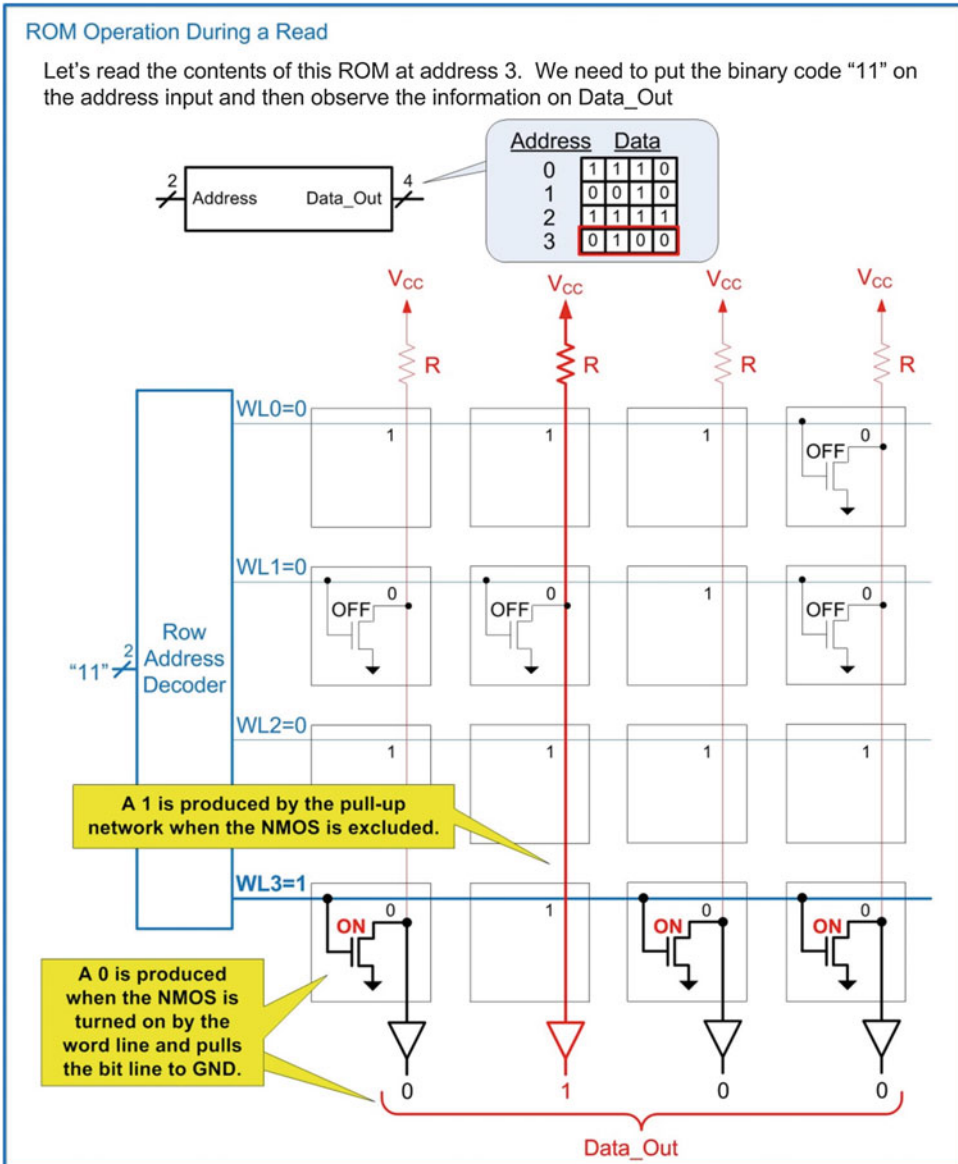 ROM Operation During a Read
Let's read the contents of this ROM at address 3. We need to put the binary code “11” on
the address input and then observe the information on Data_Out
Address Data
0 1 1 1 0
1 0 0 1 0
2 1 1 1 1
3 0 1 0 0
2 Address Data_Out 4
VCC VCC VCC VCC
R R R R
WL0=0
1 1 1 0
OFF
WL1=0
0 0 1 0
OFF OFF OFF
“11” 2
Row
Address
Decoder
WL2=0
1 1 1 1
A 1 is produced by the pull-up
network when the NMOS is excluded.
WL3=1
0 1 0 0
ON ON ON
A 0 is produced
when the NMOS is
turned on by the
word line and pulls
the bit line to GND.
0 1 0 0
Data_Out